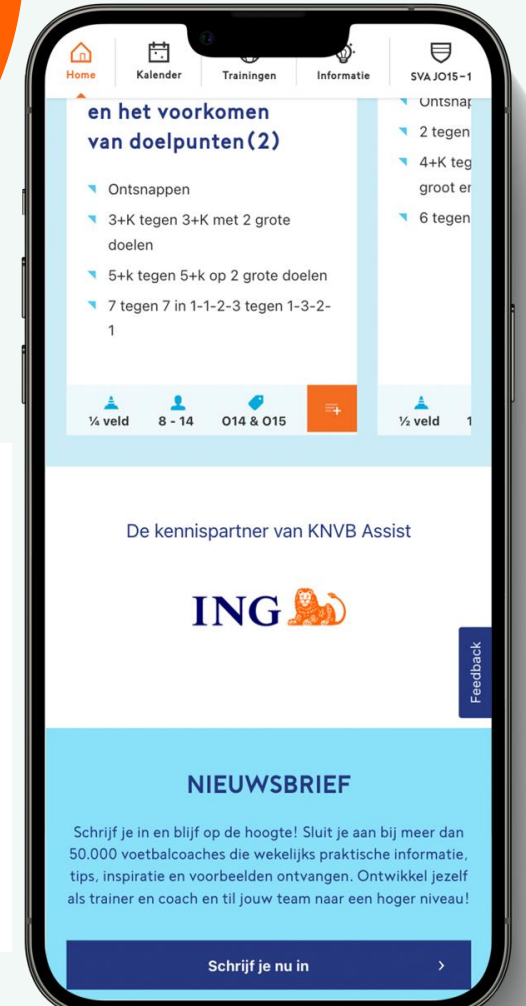 Home
Kalender
Trainingen
Informatie
SVA JO15-1
en het voorkomen
van doelpunten(2)
Ontsnappen
3+K tegen 3+K met 2 grote
doelen
5+k tegen 5+k op 2 grote doelen
7 tegen 7 in 1-1-2-3 tegen 1-3-2-
1
¼ veld
8 - 14
O14 & O15
2 tegen
4+K teg
groot er
6 tegen
½ veld
1
De kennispartner van KNVB Assist
ING
Feedback
NIEUWSBRIEF
Schrijf je in en blijf op de hoogte! Sluit je aan bij meer dan
50.000 voetbalcoaches die wekelijks praktische informatie,
tips, inspiratie en voorbeelden ontvangen. Ontwikkel jezelf
als trainer en coach en til jouw team naar een hoger niveau!
Schrijf je nu in